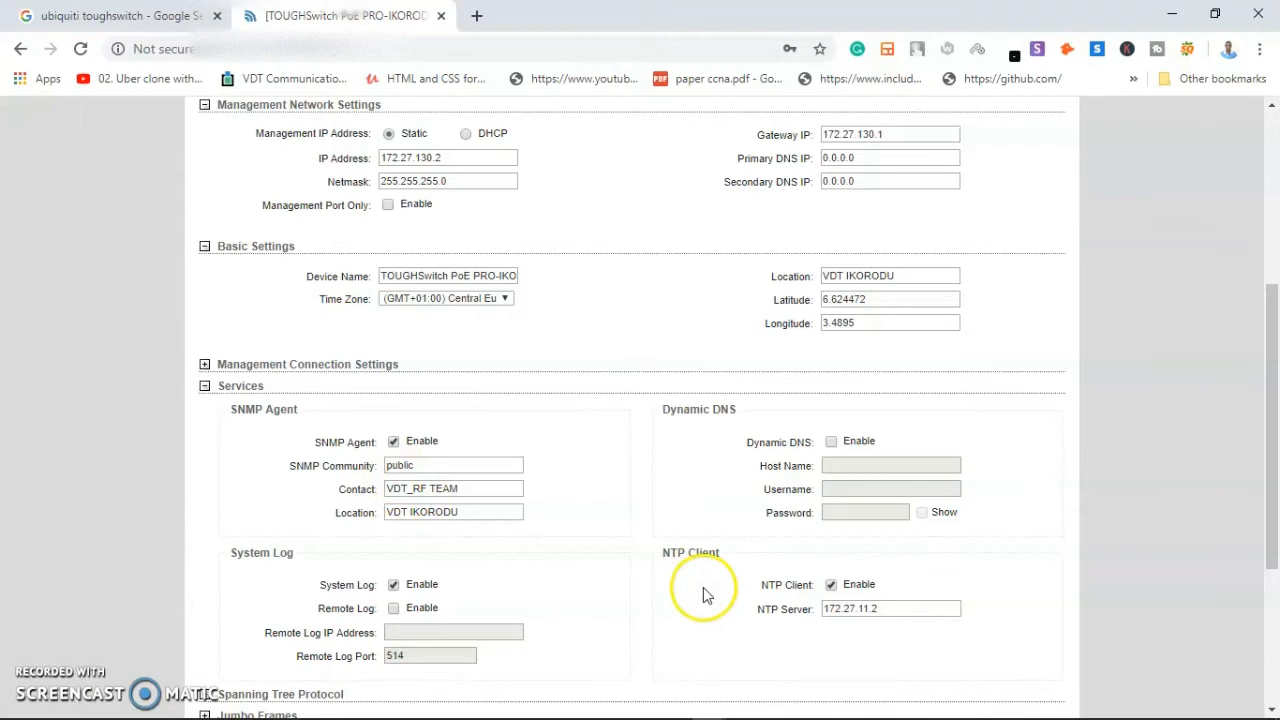 ubiquiti toughswitch - Google Se
[TOUGHSwitch PoE PRO-IKOROD
Not secure
Apps
02. Uber clone with...
VDT Communication...
HTML and CSS for...
https://www.youtub...
paper ccna.pdf - Go...
https://www.includ...
https://github.com/
»
Other bookmarks
Management Network Settings
Management IP Address: Static DHCP
Gateway IP: 172.27.130.1
IP Address: 172.27.130.2
Primary DNS IP: 0.0.0.0
Netmask: 255.255.255.0
Secondary DNS IP: 0.0.0.0
Management Port Only: Enable
Basic Settings
Device Name: TOUGHSwitch PoE PRO-IKO
Location: VDT IKORODU
Time Zone: (GMT+01:00) Central Eu
Latitude: 6.624472
Longitude: 3.4895
Management Connection Settings
Services
SNMP Agent
SNMP Agent: Enable
SNMP Community: public
Contact: VDT_RF TEAM
Location: VDT IKORODU
Dynamic DNS
Dynamic DNS: Enable
Host Name:
Username:
Password: Show
System Log
System Log: Enable
Remote Log: Enable
Remote Log IP Address:
Remote Log Port: 514
NTP Client
NTP Client: Enable
NTP Server: 172.27.11.2
Spanning Tree Protocol
Jumbo Frames
RECORDED WITH
SCREENCAST MATIC